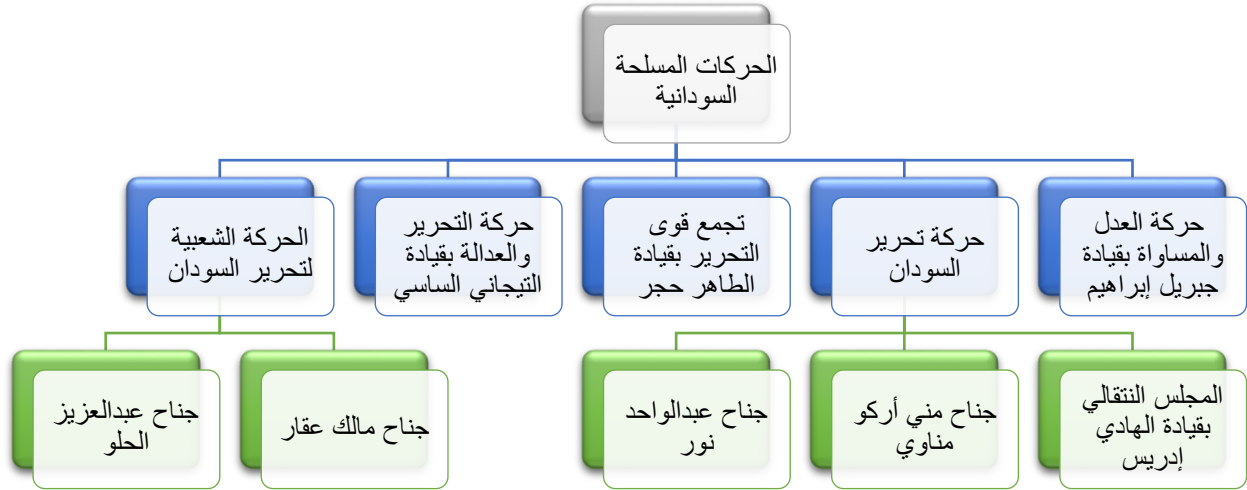 الحركات المسلحة
السودانية
حركة العدل
والمساواة بقيادة
جبريل إبراهيم
حركة تحرير
السودان
تجمع قوى
التحرير بقيادة
الطاهر حجر
حركة التحرير
والعدالة بقيادة
التيجاني الساسي
الحركة الشعبية
لتحرير السودان
المجلس النتقالي
بقيادة الهادي
إدريس
جناح مني أركو
مناوي
جناح عبدالواحد
نور
جناح مالك عقار
جناح عبدالعزيز
الحلو